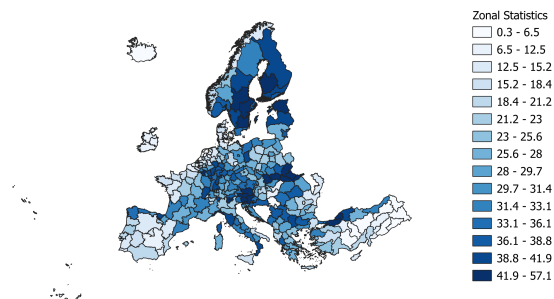 Zonal Statistics
0.3 - 6.5
6.5 - 12.5
12.5 - 15.2
15.2 - 18.4
18.4 - 21.2
21.2 - 23
23 - 25.6
25.6 - 28
28 - 29.7
29.7 - 31.4
31.4 - 33.1
33.1 - 36.1
36.1 - 38.8
38.8 - 41.9
41.9 - 57.1